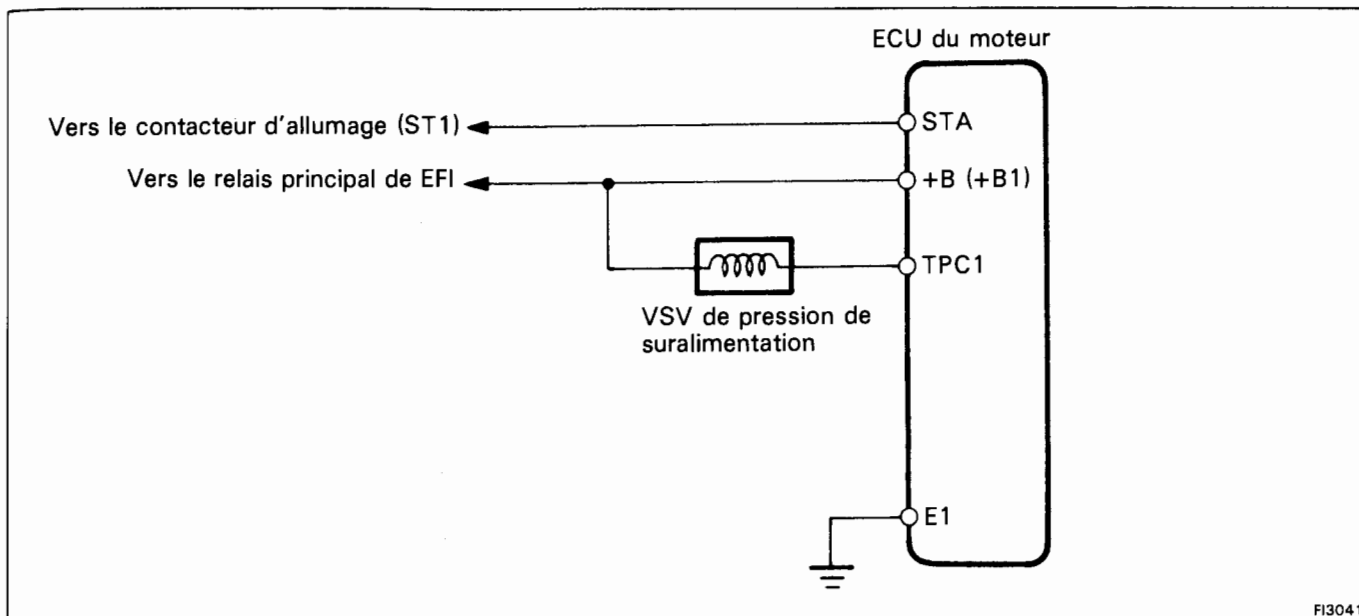 ECU du moteur
Vers le contacteur d'allumage (ST1)
STA
Vers le relais principal de EFI
+B (+B1)
TPC1
VSV de pression de
suralimentation
E1
FI3041